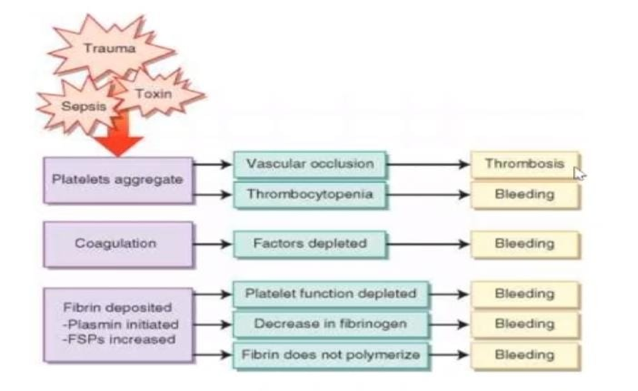 Trauma
Toxin
Sepsis
Platelets aggregate
Vascular occlusion
Thrombosis
Thrombocytopenia
Bleeding
Coagulation
Factors depleted
Bleeding
Fibrin deposited
-Plasmin initiated
-FSPs increased
Platelet function depleted
Bleeding
Decrease in fibrinogen
Bleeding
Fibrin does not polymerize
Bleeding